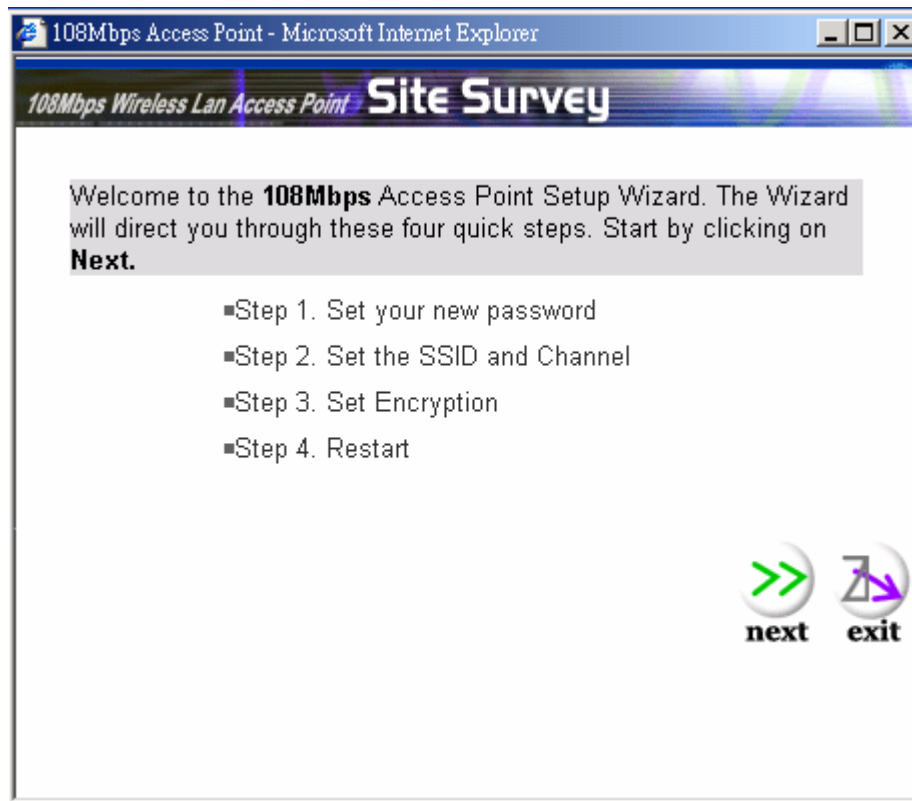 108Mbps Access Point - Microsoft Internet Explorer
108Mbps Wireless Lan Access Point Site Survey
Welcome to the 108Mbps Access Point Setup Wizard. The Wizard
will direct you through these four quick steps. Start by clicking on
Next.
Step 1. Set your new password
Step 2. Set the SSID and Channel
Step 3. Set Encryption
Step 4. Restart
next exit